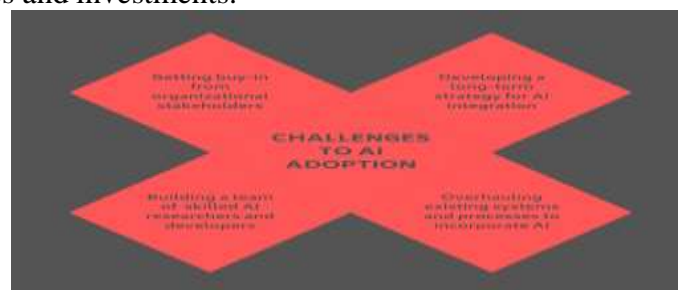 s and investments.
Getting buy-in
from
organizational
stakeholders
Developing a
long-term
strategy for AI
integration
CHALLENGES
TO AI
ADOPTION
Building a team
of skilled AI
researchers and
developers
Overhauling
existing systems
and processes to
incorporate AI